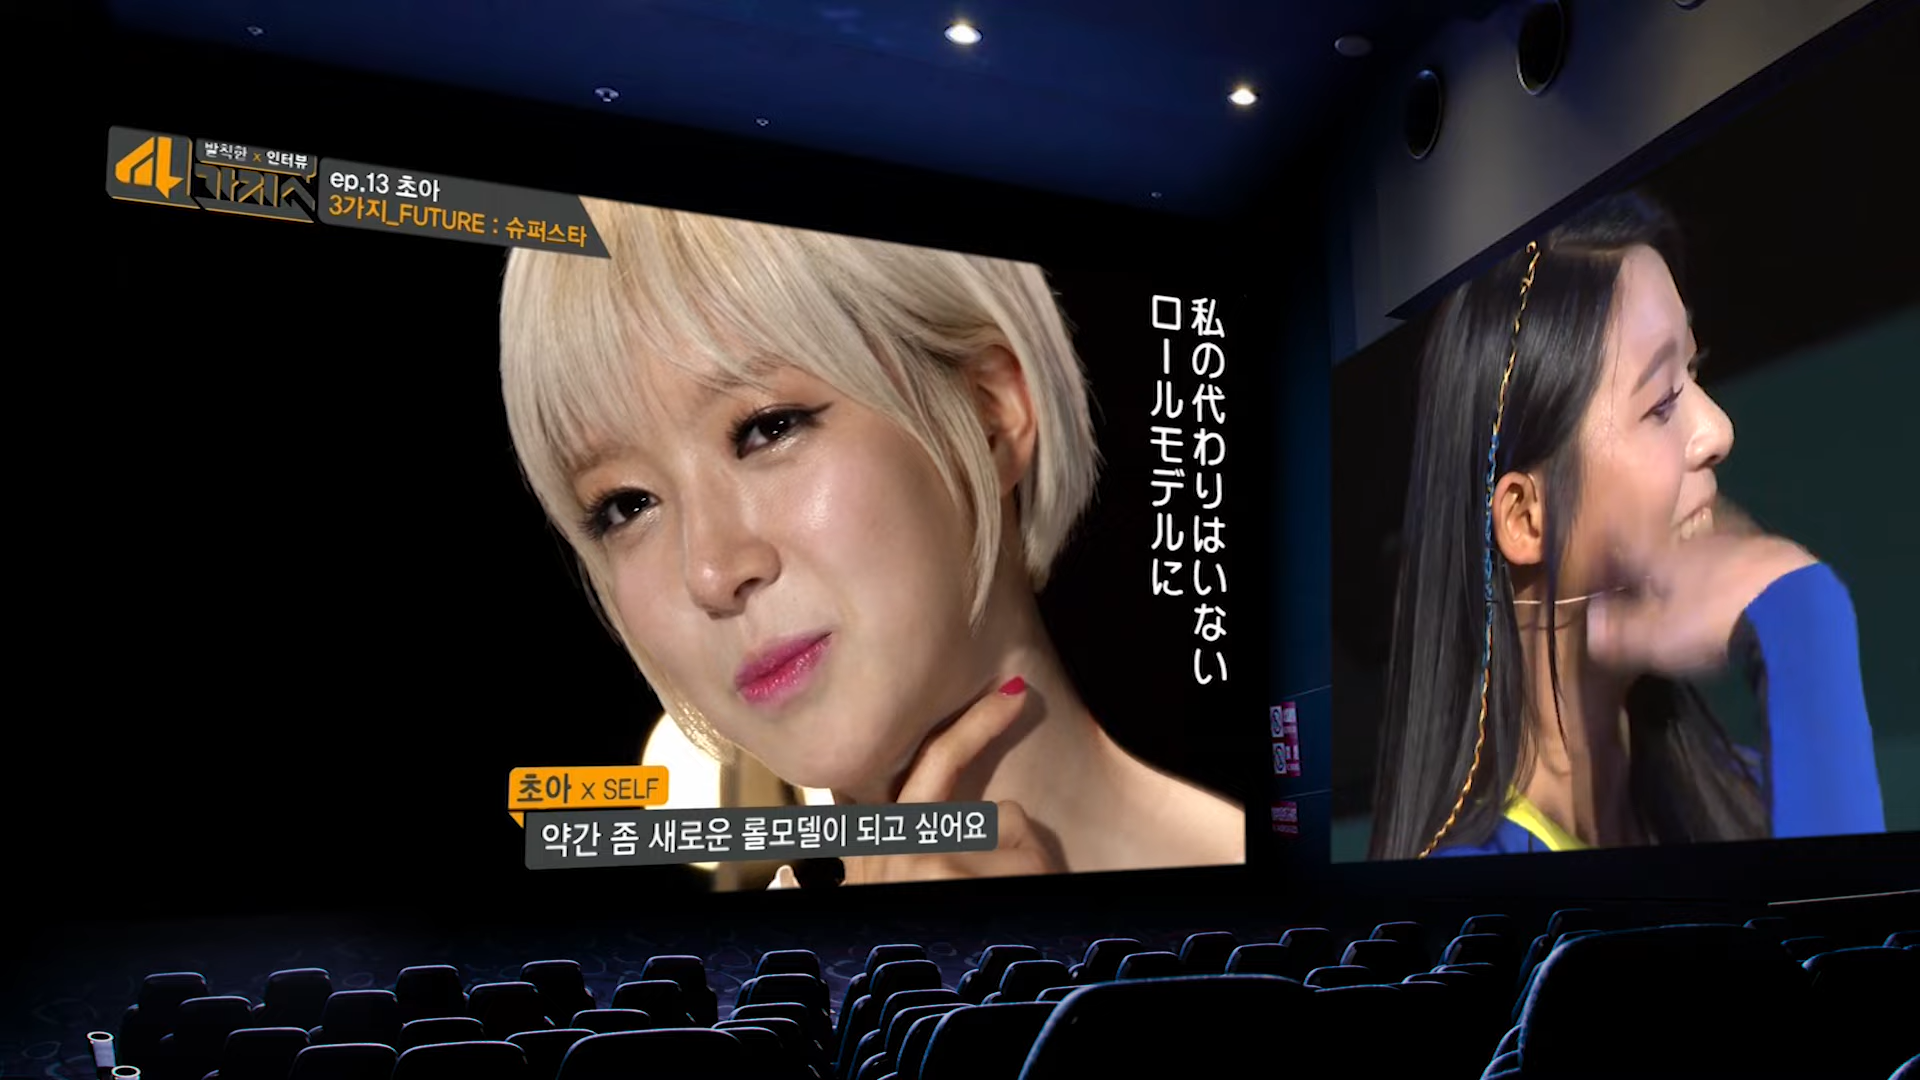 발칙한 x 인터뷰
4가지쇼
ep.13 초아
3가지_FUTURE : 슈퍼스타
私の代わりはいない
ロールモデルに
초아 x SELF
약간 좀 새로운 롤모델이 되고 싶어요